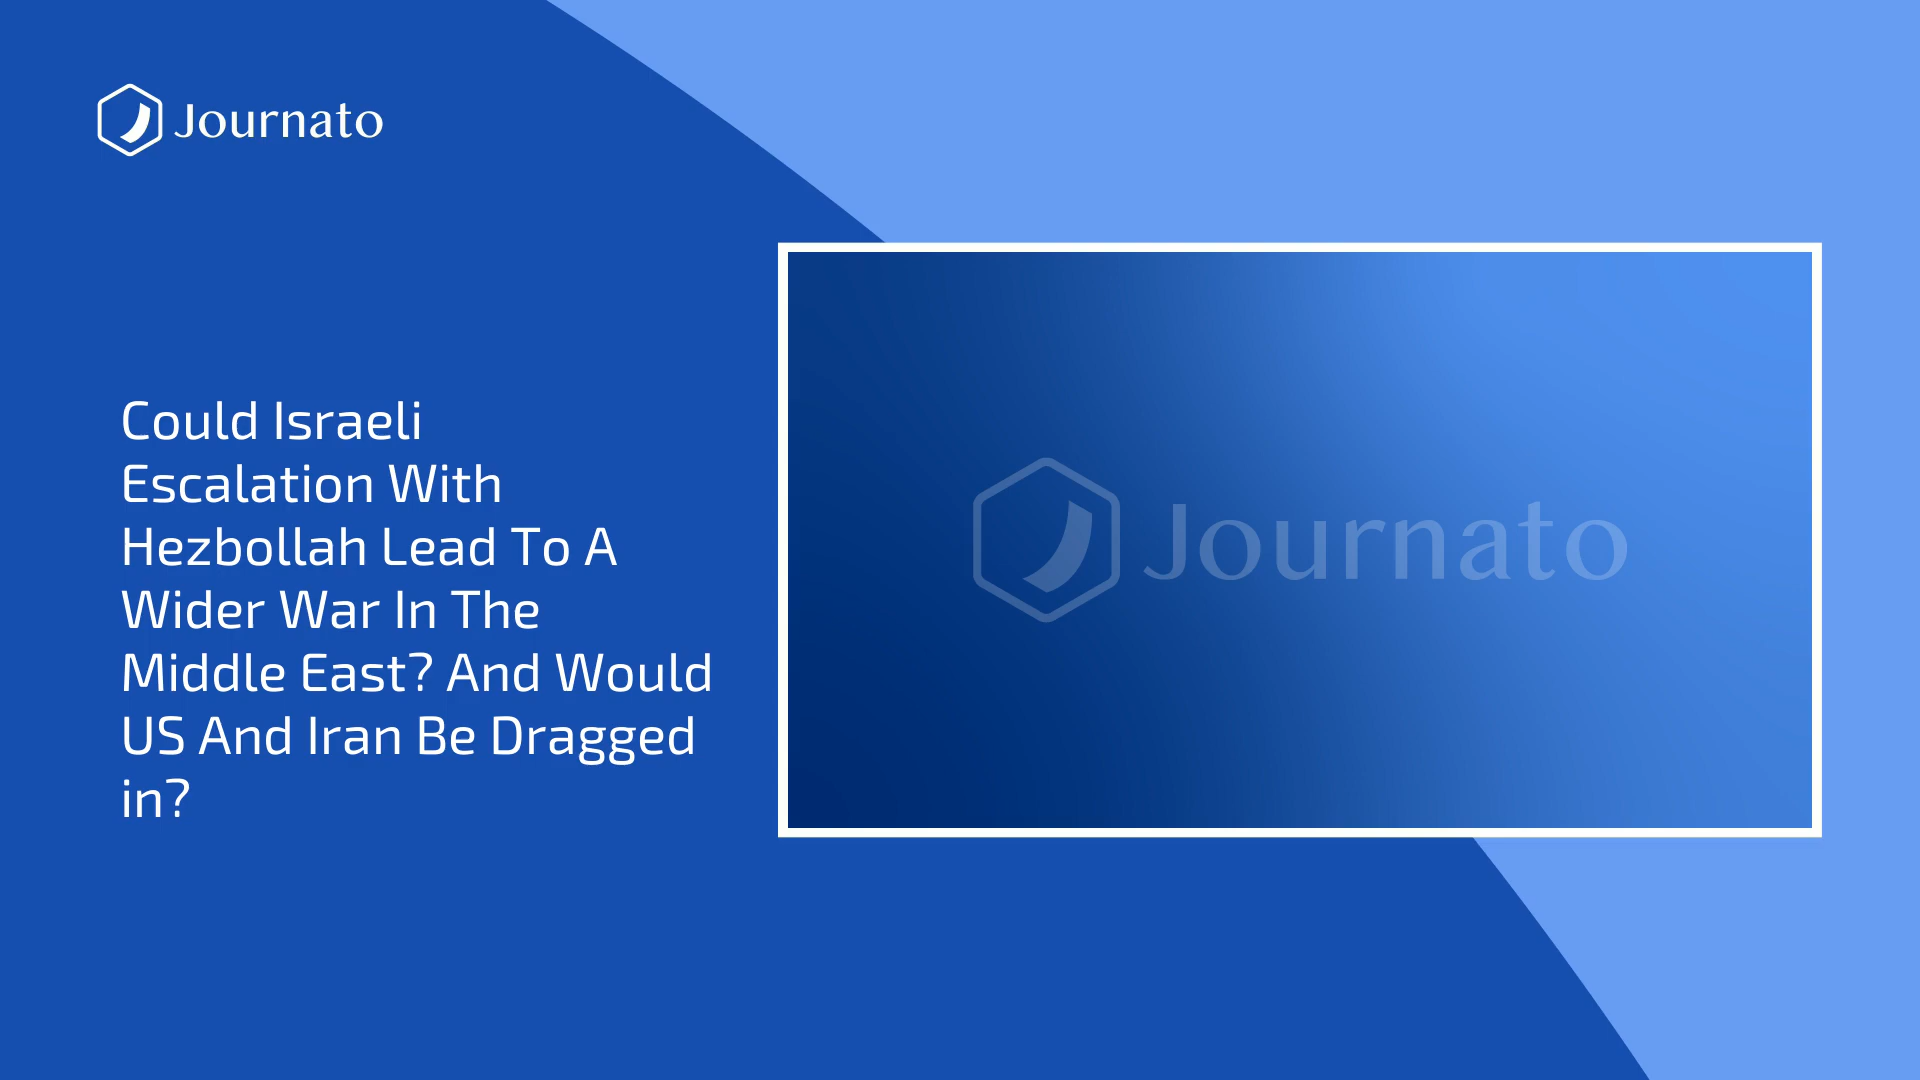 Journato
Could Israeli
Escalation With
Hezbollah Lead To A
Wider War In The
Middle East? And Would
US And Iran Be Dragged
in?
Journato